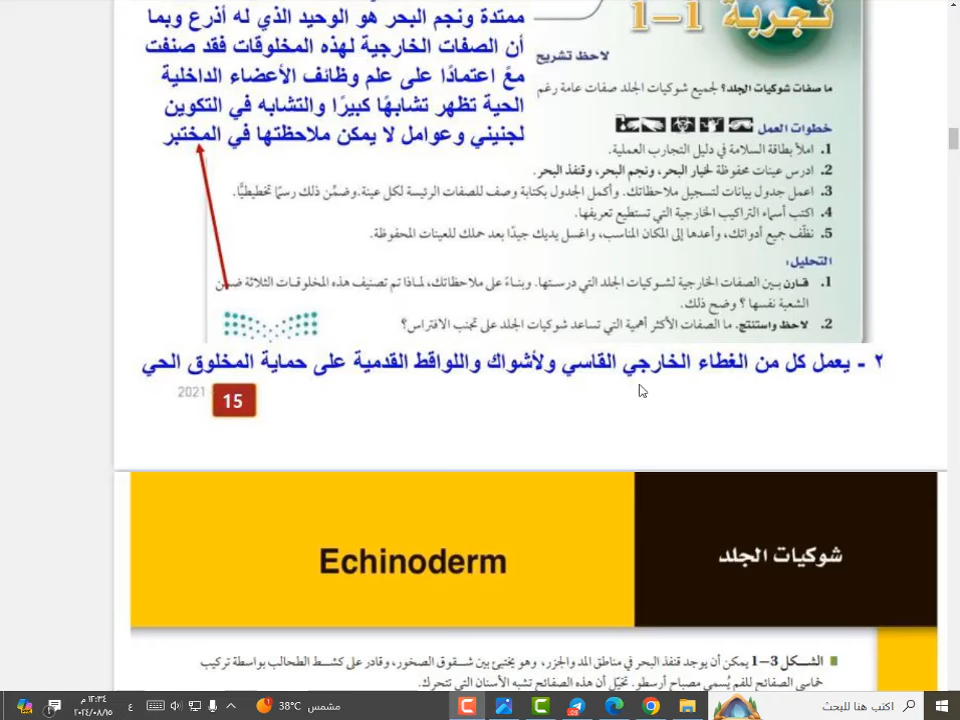 ممتدة ونجم البحر هو الوحيد الذي له أذرع وبما
أن الصفات الخارجية لهذه المخلوقات فقد صنفت
معً اعتمادًا على علم وظائف الأعضاء الداخلية
الحية تظهر تشابهًا كبيرًا والتشابه في التكوين
لجنيني وعوامل لا يمكن ملاحظتها في المختبر
تجربة 1-1
لاحظ تشريح
ما صفات شوكيات الجلد؟ لجميع شوكيات الجلد صفات عامة رغم
خطوات العمل
1. املأ بطاقة السلامة في دليل التجارب العملية.
2. ادرس عينات محفوظة لخيار البحر، ونجم البحر، وقنفذ البحر.
3. اعمل جدول بيانات لتسجيل ملاحظاتك. وأكمل الجدول بكتابة وصف للصفات الرئيسة لكل عينة.وضمِّن ذلك رسمًا تخطيطيًّا.
4. اكتب أسماء التراكيب الخارجية التي تستطيع تعريفها.
5. نظِّف جميع أدواتك، وأعدها إلى المكان المناسب، واغسل يديك جيدًا بعد حملك للعينات المحفوظة.
التحليل:
1. قارن بين الصفات الخارجية لشوكيات الجلد التي درستها. وبناءً على ملاحظاتك، لماذا تم تصنيف هذه المخلوقات الثلاثة ضمن
الشعبة نفسها؟ وضح ذلك.
2. لاحظ واستنتج. ما الصفات الأكثر أهمية التي تساعد شوكيات الجلد على تجنب الافتراس؟
٢ - يعمل كل من الغطاء الخارجي القاسي ولأشواك واللواقط القدمية على حماية المخلوق الحي
15
2021
شوكيات الجلد
Echinoderm
الشكل 3-1 يمكن أن يوجد قنفذ البحر في مناطق المد والجزر، وهو يختبئ بين شقوق الصخور، وقادر على كشط الطحالب بواسطة تركيب
خماسي الصفائح للفم يُسمى مصباح أرسطو. تخيّل أن هذه الصفائح تشبه الأسنان التي تتحرك.
١٢:٣٤ م
٢٠٢٤/٠٨/١٥
ع
38°C مشمس
اكتب هنا للبحث